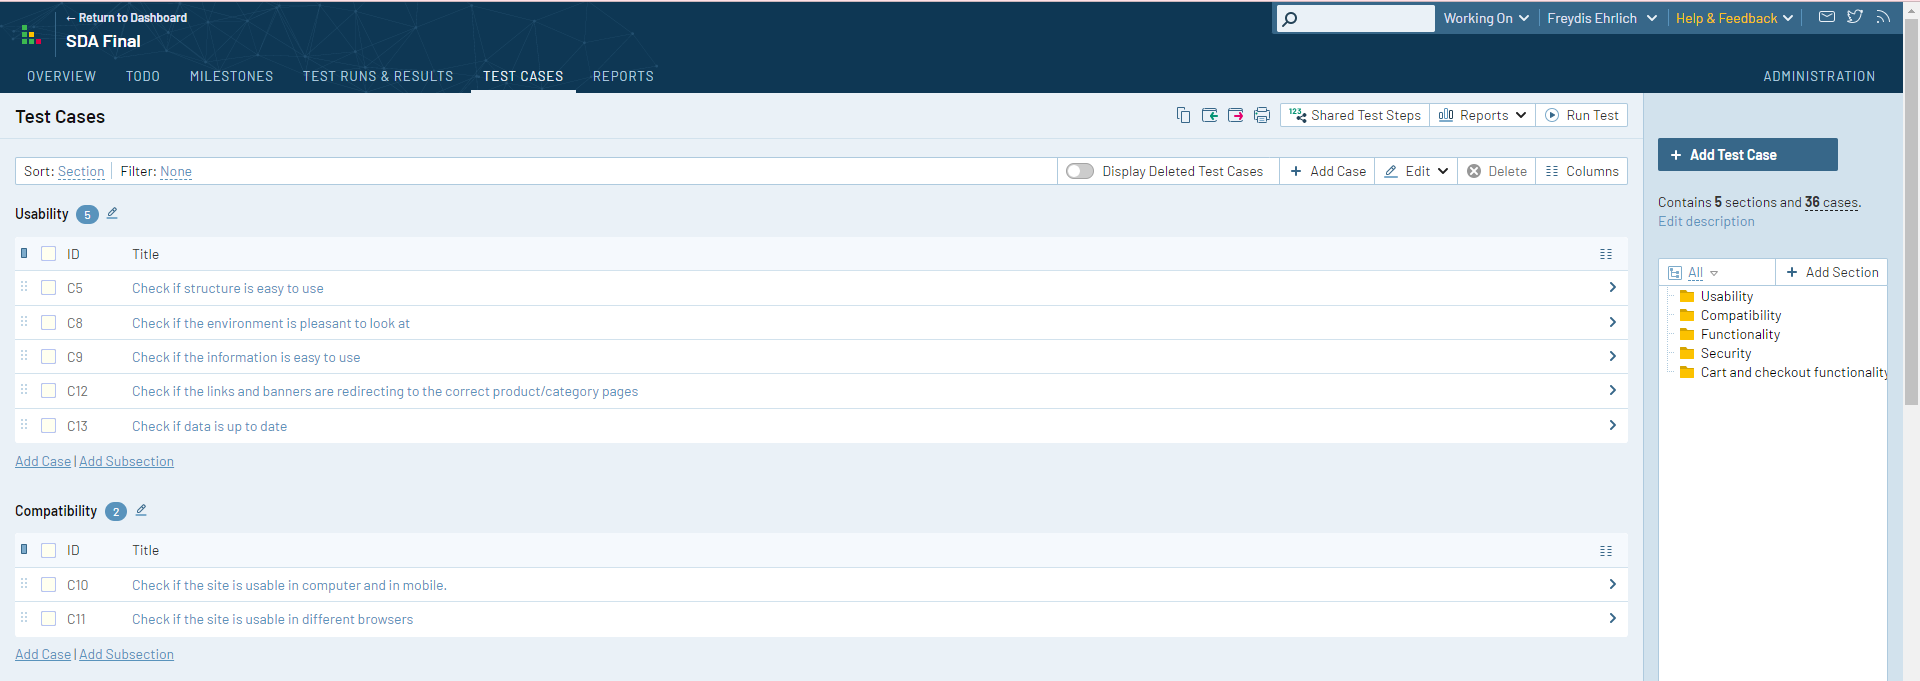 ← Return to Dashboard
SDA Final
Working On
Freydis Ehrlich
Help & Feedback
OVERVIEW TODO MILESTONES TEST RUNS & RESULTS TEST CASES REPORTS ADMINISTRATION
Test Cases
123 Shared Test Steps Reports Run Test
Sort: Section Filter: None
Display Deleted Test Cases + Add Case Edit Delete Columns
Usability 5
ID Title
C5 Check if structure is easy to use
C8 Check if the environment is pleasant to look at
C9 Check if the information is easy to use
C12 Check if the links and banners are redirecting to the correct product/category pages
C13 Check if data is up to date
Add Case | Add Subsection
Compatibility 2
ID Title
C10 Check if the site is usable in computer and in mobile.
C11 Check if the site is usable in different browsers
Add Case | Add Subsection
+ Add Test Case
Contains 5 sections and 36 cases.
Edit description
All + Add Section
Usability
Compatibility
Functionality
Security
Cart and checkout functionality